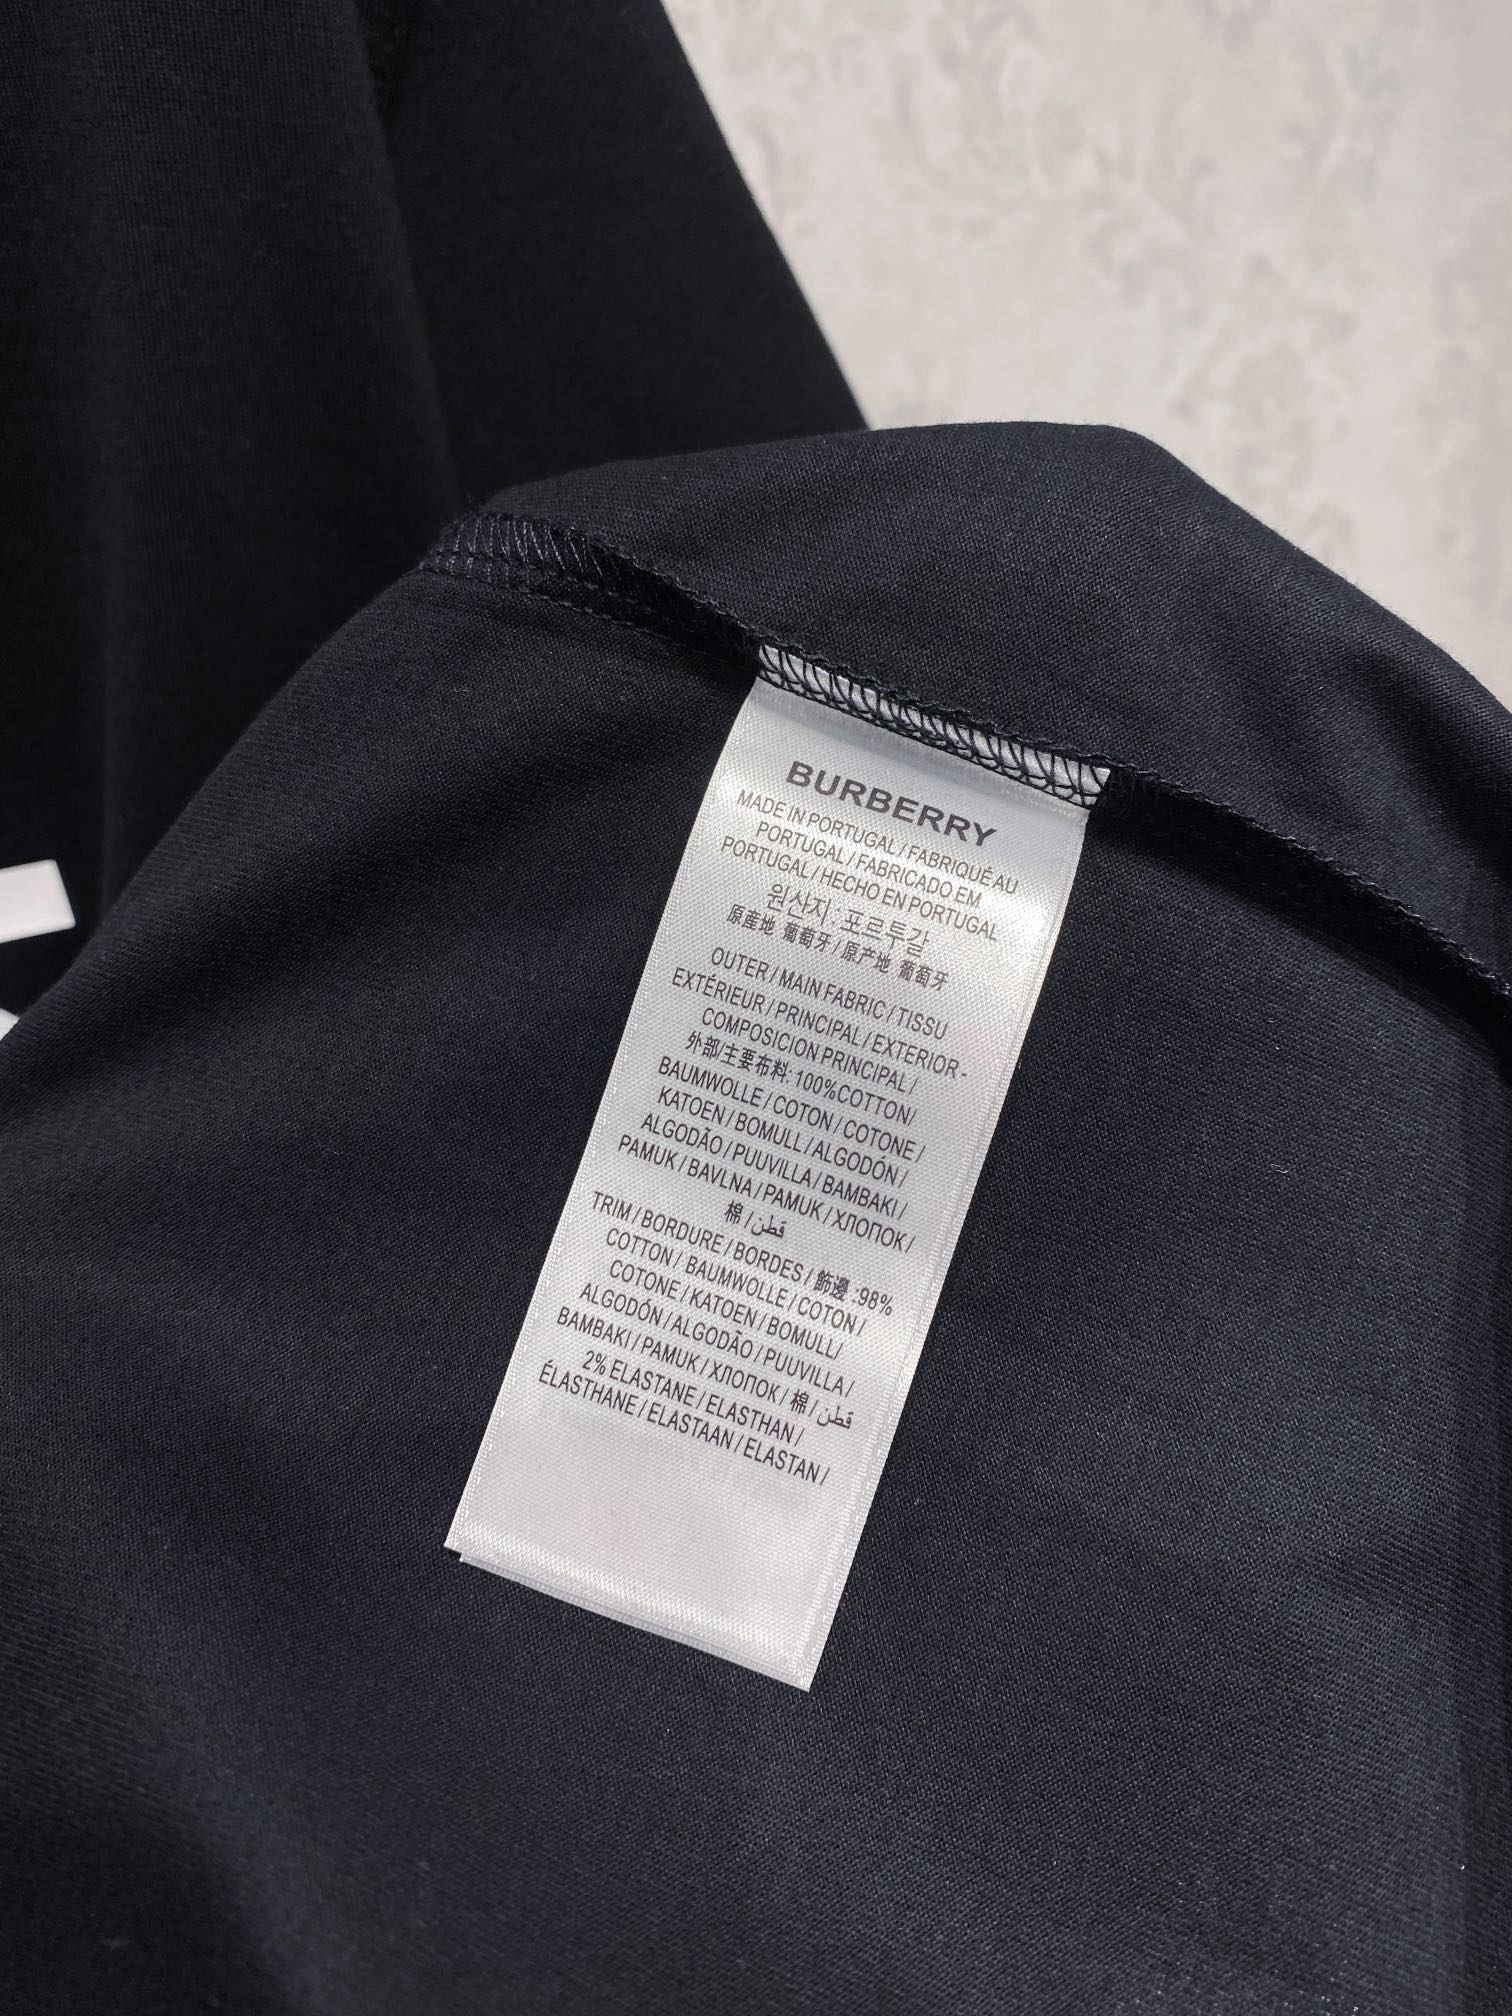 BURBERRY
MADE IN PORTUGAL / FABRIQUÉ AU
PORTUGAL / FABRICADO EM
PORTUGAL / HECHO EN PORTUGAL
원산지: 포르투갈
原産地 葡萄牙 / 原产地 葡萄牙
OUTER / MAIN FABRIC / TISSU
EXTÉRIEUR / PRINCIPAL / EXTERIOR-
COMPOSICION PRINCIPAL /
外部/主要布料: 100%COTTON/
BAUMWOLLE / COTON / COTONE /
KATOEN / BOMULL / ALGODÓN /
ALGODÃO / PUUVILLA / BAMBAKI /
PAMUK / BAVLNA / PAMUK / ХЛОПОК /
棉 / قطن
TRIM / BORDURE / BORDES / 飾邊 :98%
COTTON / BAUMWOLLE / COTON /
COTONE / KATOEN / BOMULL/
ALGODÓN / ALGODÃO / PUUVILLA /
BAMBAKI / PAMUK / ХЛОПОК / 棉 / قطن
2% ELASTANE / ELASTHAN /
ÉLASTHANE / ELASTAAN / ELASTAN /